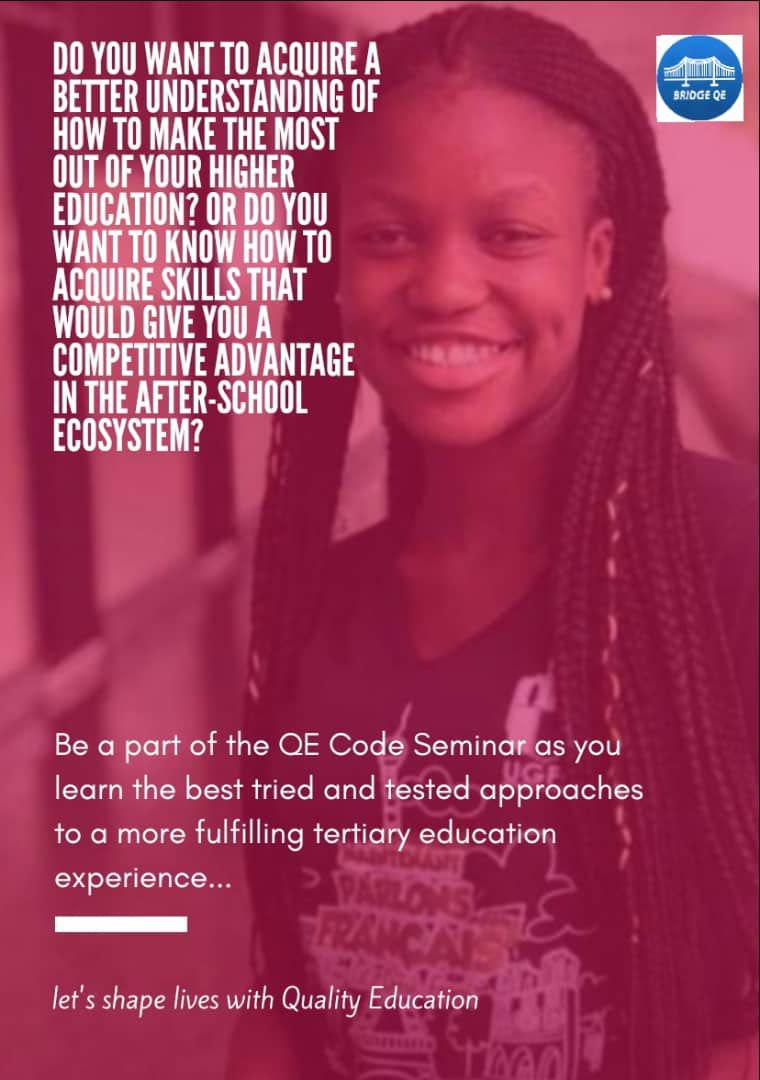 DO YOU WANT TO ACQUIRE A
BETTER UNDERSTANDING OF
HOW TO MAKE THE MOST
OUT OF YOUR HIGHER
EDUCATION? OR DO YOU
WANT TO KNOW HOW TO
ACQUIRE SKILLS THAT
WOULD GIVE YOU A
COMPETITIVE ADVANTAGE
IN THE AFTER-SCHOOL
ECOSYSTEM?
BRIDGE QE
Be a part of the QE Code Seminar as you
learn the best tried and tested approaches
to a more fulfilling tertiary education
experience...
UGF
MAINTENANT
PARLONS
FRANÇAIS
let's shape lives with Quality Education